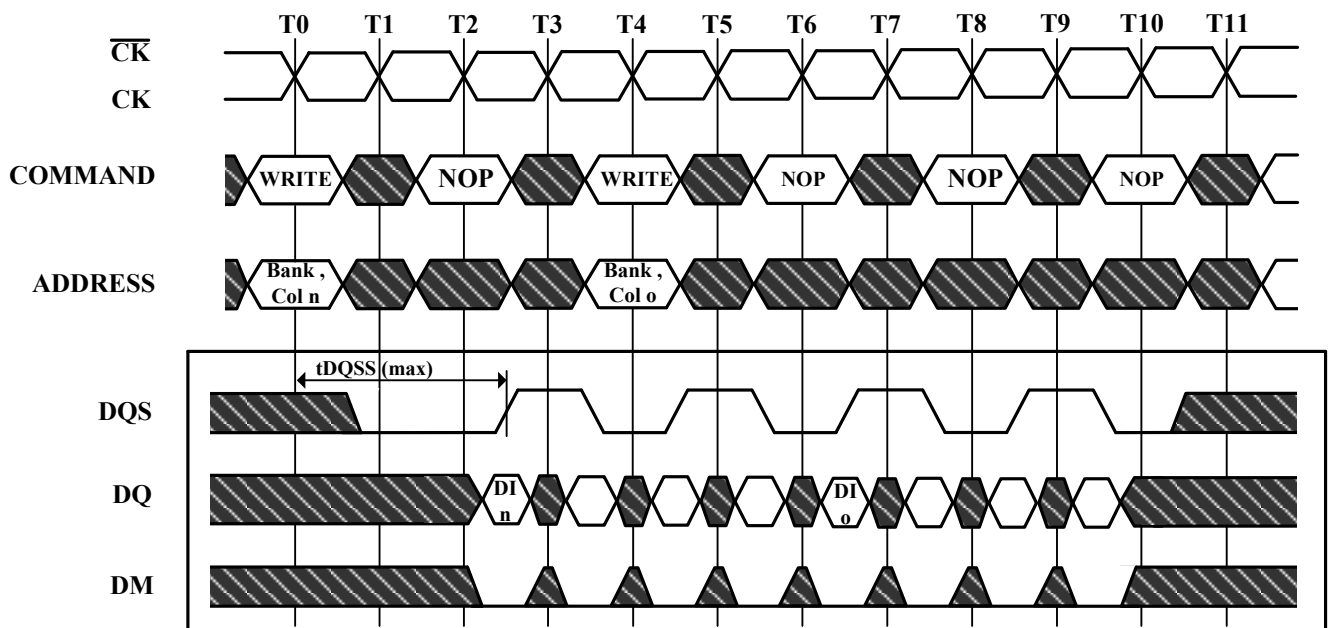 T0 T1 T2 T3 T4 T5 T6 T7 T8 T9 T10 T11
CK
CK
COMMAND WRITE NOP WRITE NOP NOP NOP
ADDRESS Bank , Col n Bank , Col o
tDQSS (max)
DQS
DQ DI n DI o
DM